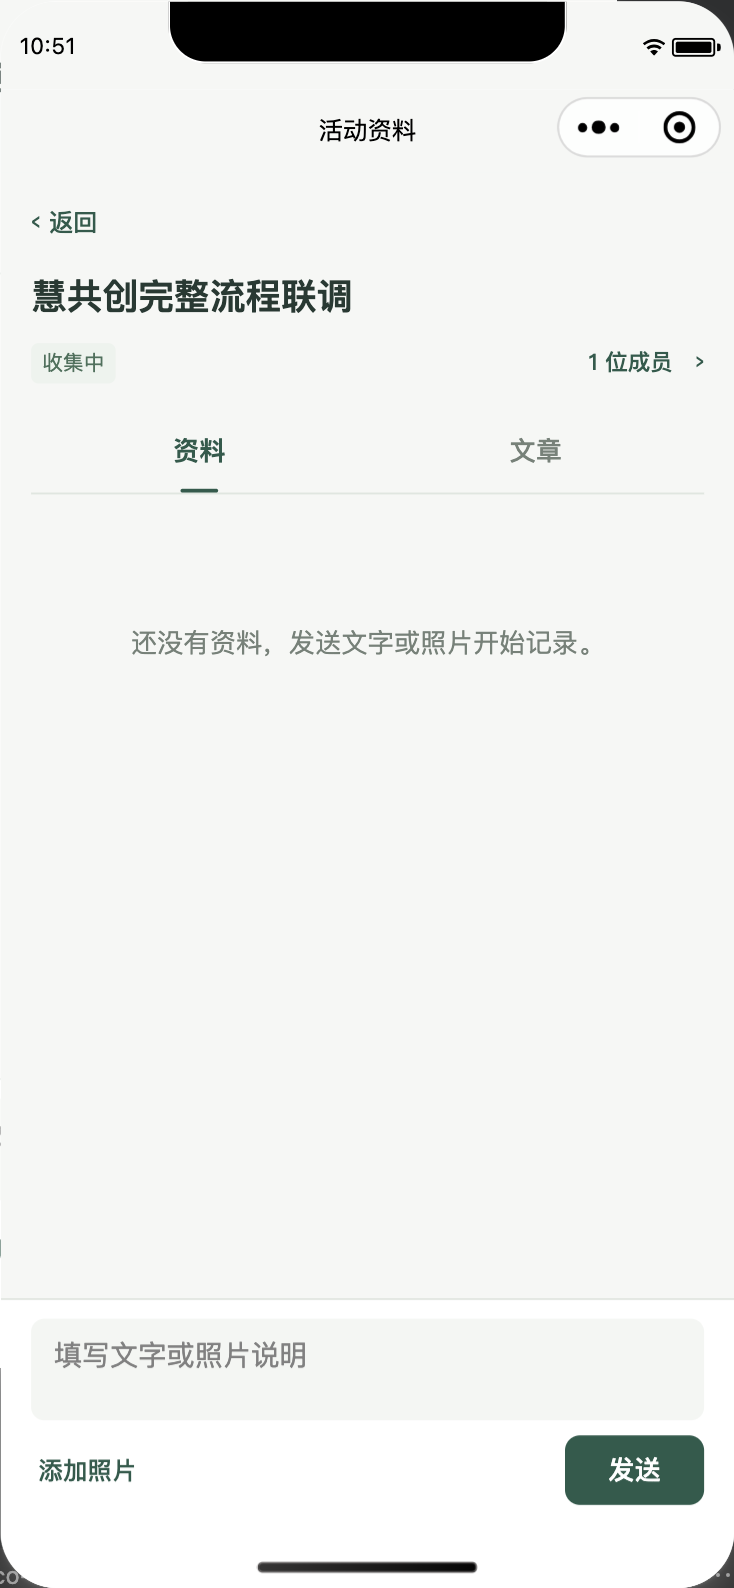 10:51
活动资料
< 返回
慧共创完整流程联调
收集中
1 位成员 >
资料
文章
还没有资料，发送文字或照片开始记录。
填写文字或照片说明
添加照片
发送
co